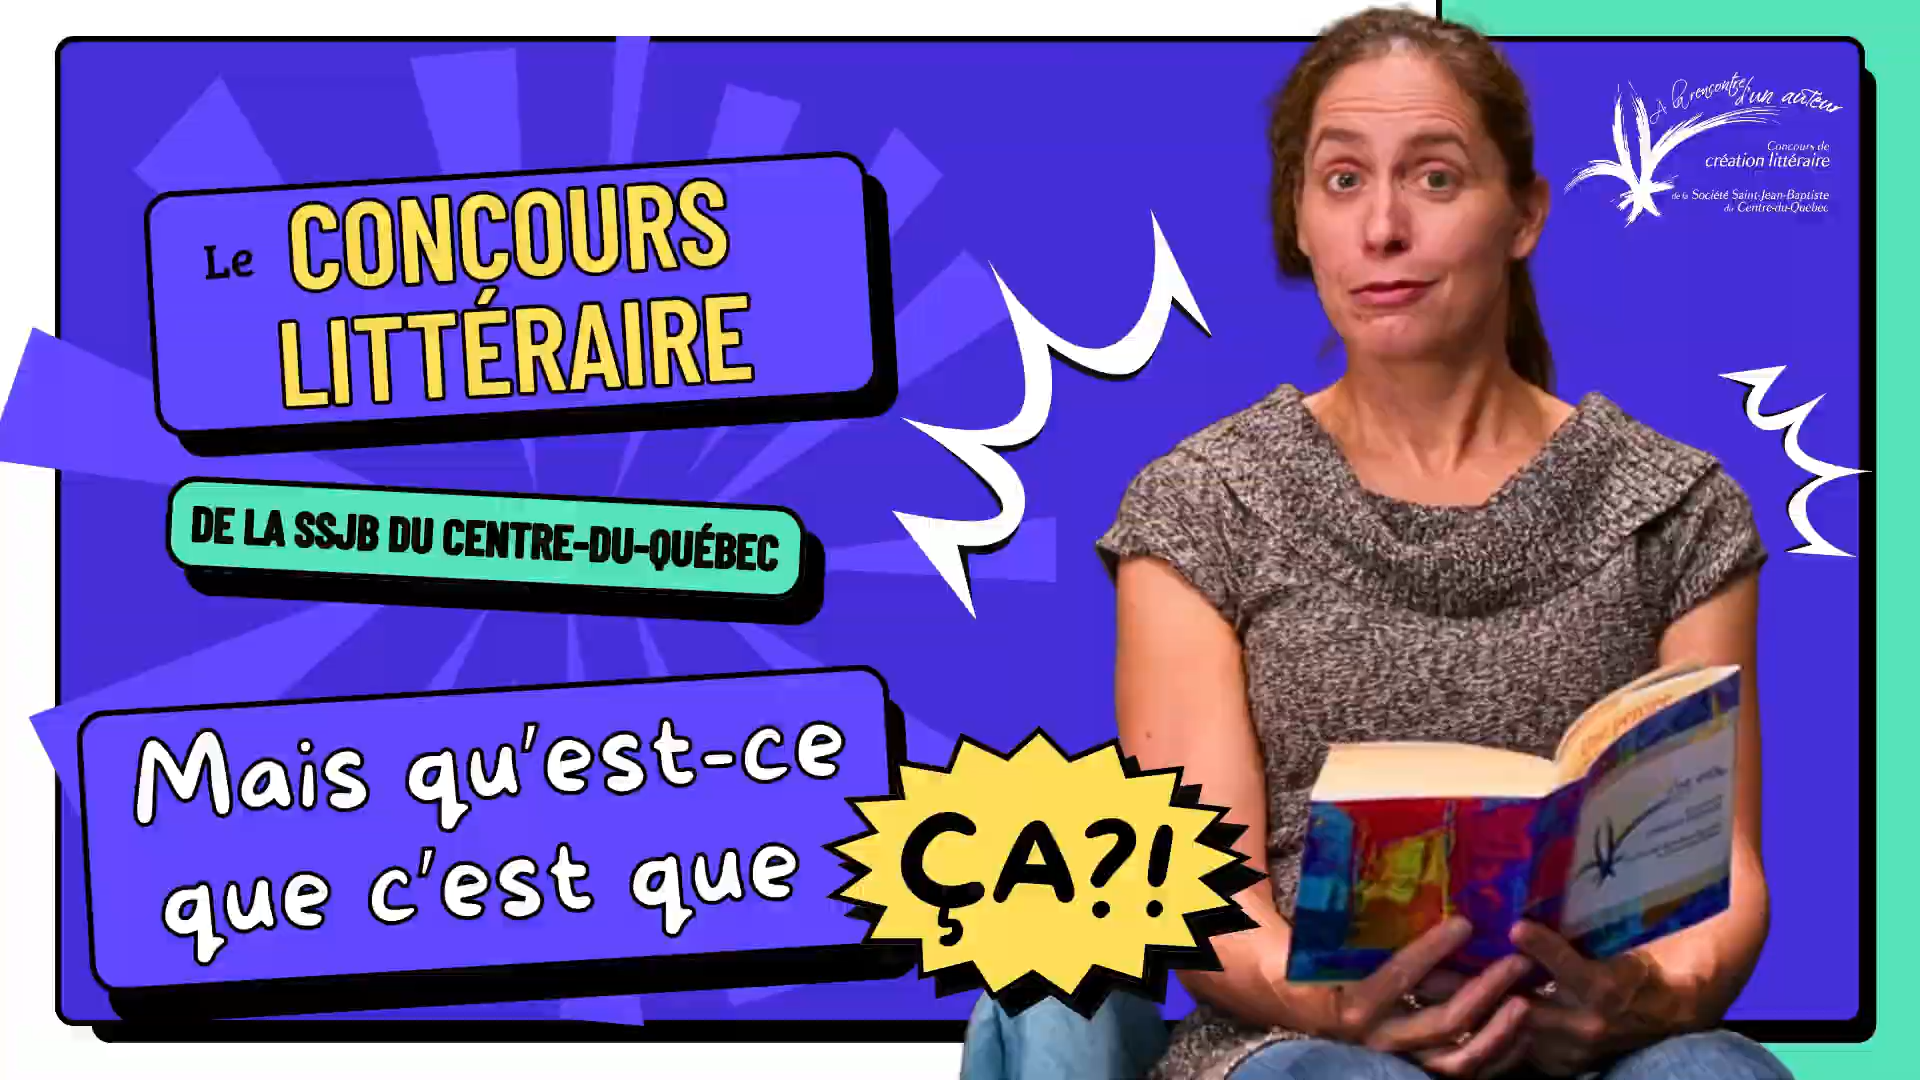 Le CONCOURS
LITTÉRAIRE
DE LA SSJB DU CENTRE-DU-QUÉBEC
Mais qu'est-ce
que c'est que
ÇA?!
À la rencontre
d'un auteur
Concours de
création littéraire
de la Société Saint-Jean-Baptiste
du Centre-du-Québec